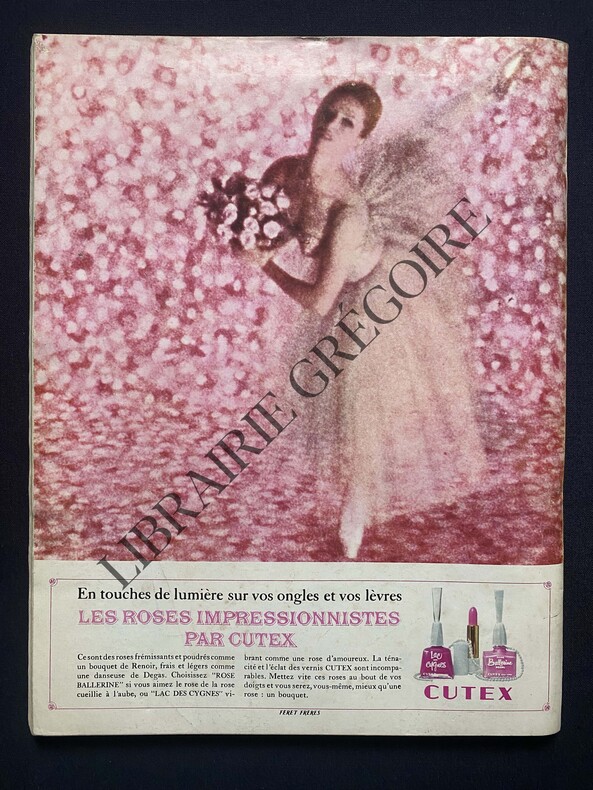 LIBRAIRIE GRÉGOIRE
En touches de lumière sur vos ongles et vos lèvres
LES ROSES IMPRESSIONNISTES
PAR CUTEX
Ce sont des roses frémissants et poudrés comme
un bouquet de Renoir, frais et légers comme
une danseuse de Degas. Choisissez "ROSE
BALLERINE" si vous aimez le rose de la rose
cueillie à l'aube, ou "LAC DES CYGNES" vi-
brant comme une rose d'amoureux. La téna-
cité et l'éclat des vernis CUTEX sont incompa-
rables. Mettez vite ces roses au bout de vos
doigts et vous serez, vous-même, mieux qu'une
rose : un bouquet.
Lac
des
cygnes
Ballerine
CUTEX
CUTEX
FERET FRERES